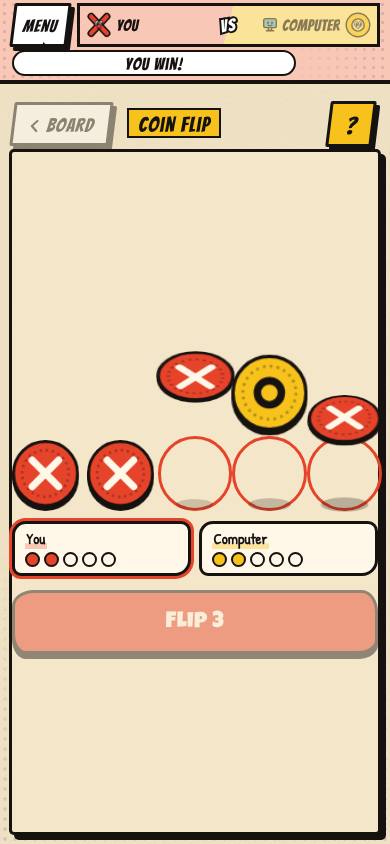 MENU
YOU
VS
COMPUTER
YOU WIN!
< BOARD
COIN FLIP
?
You
Computer
FLIP 3